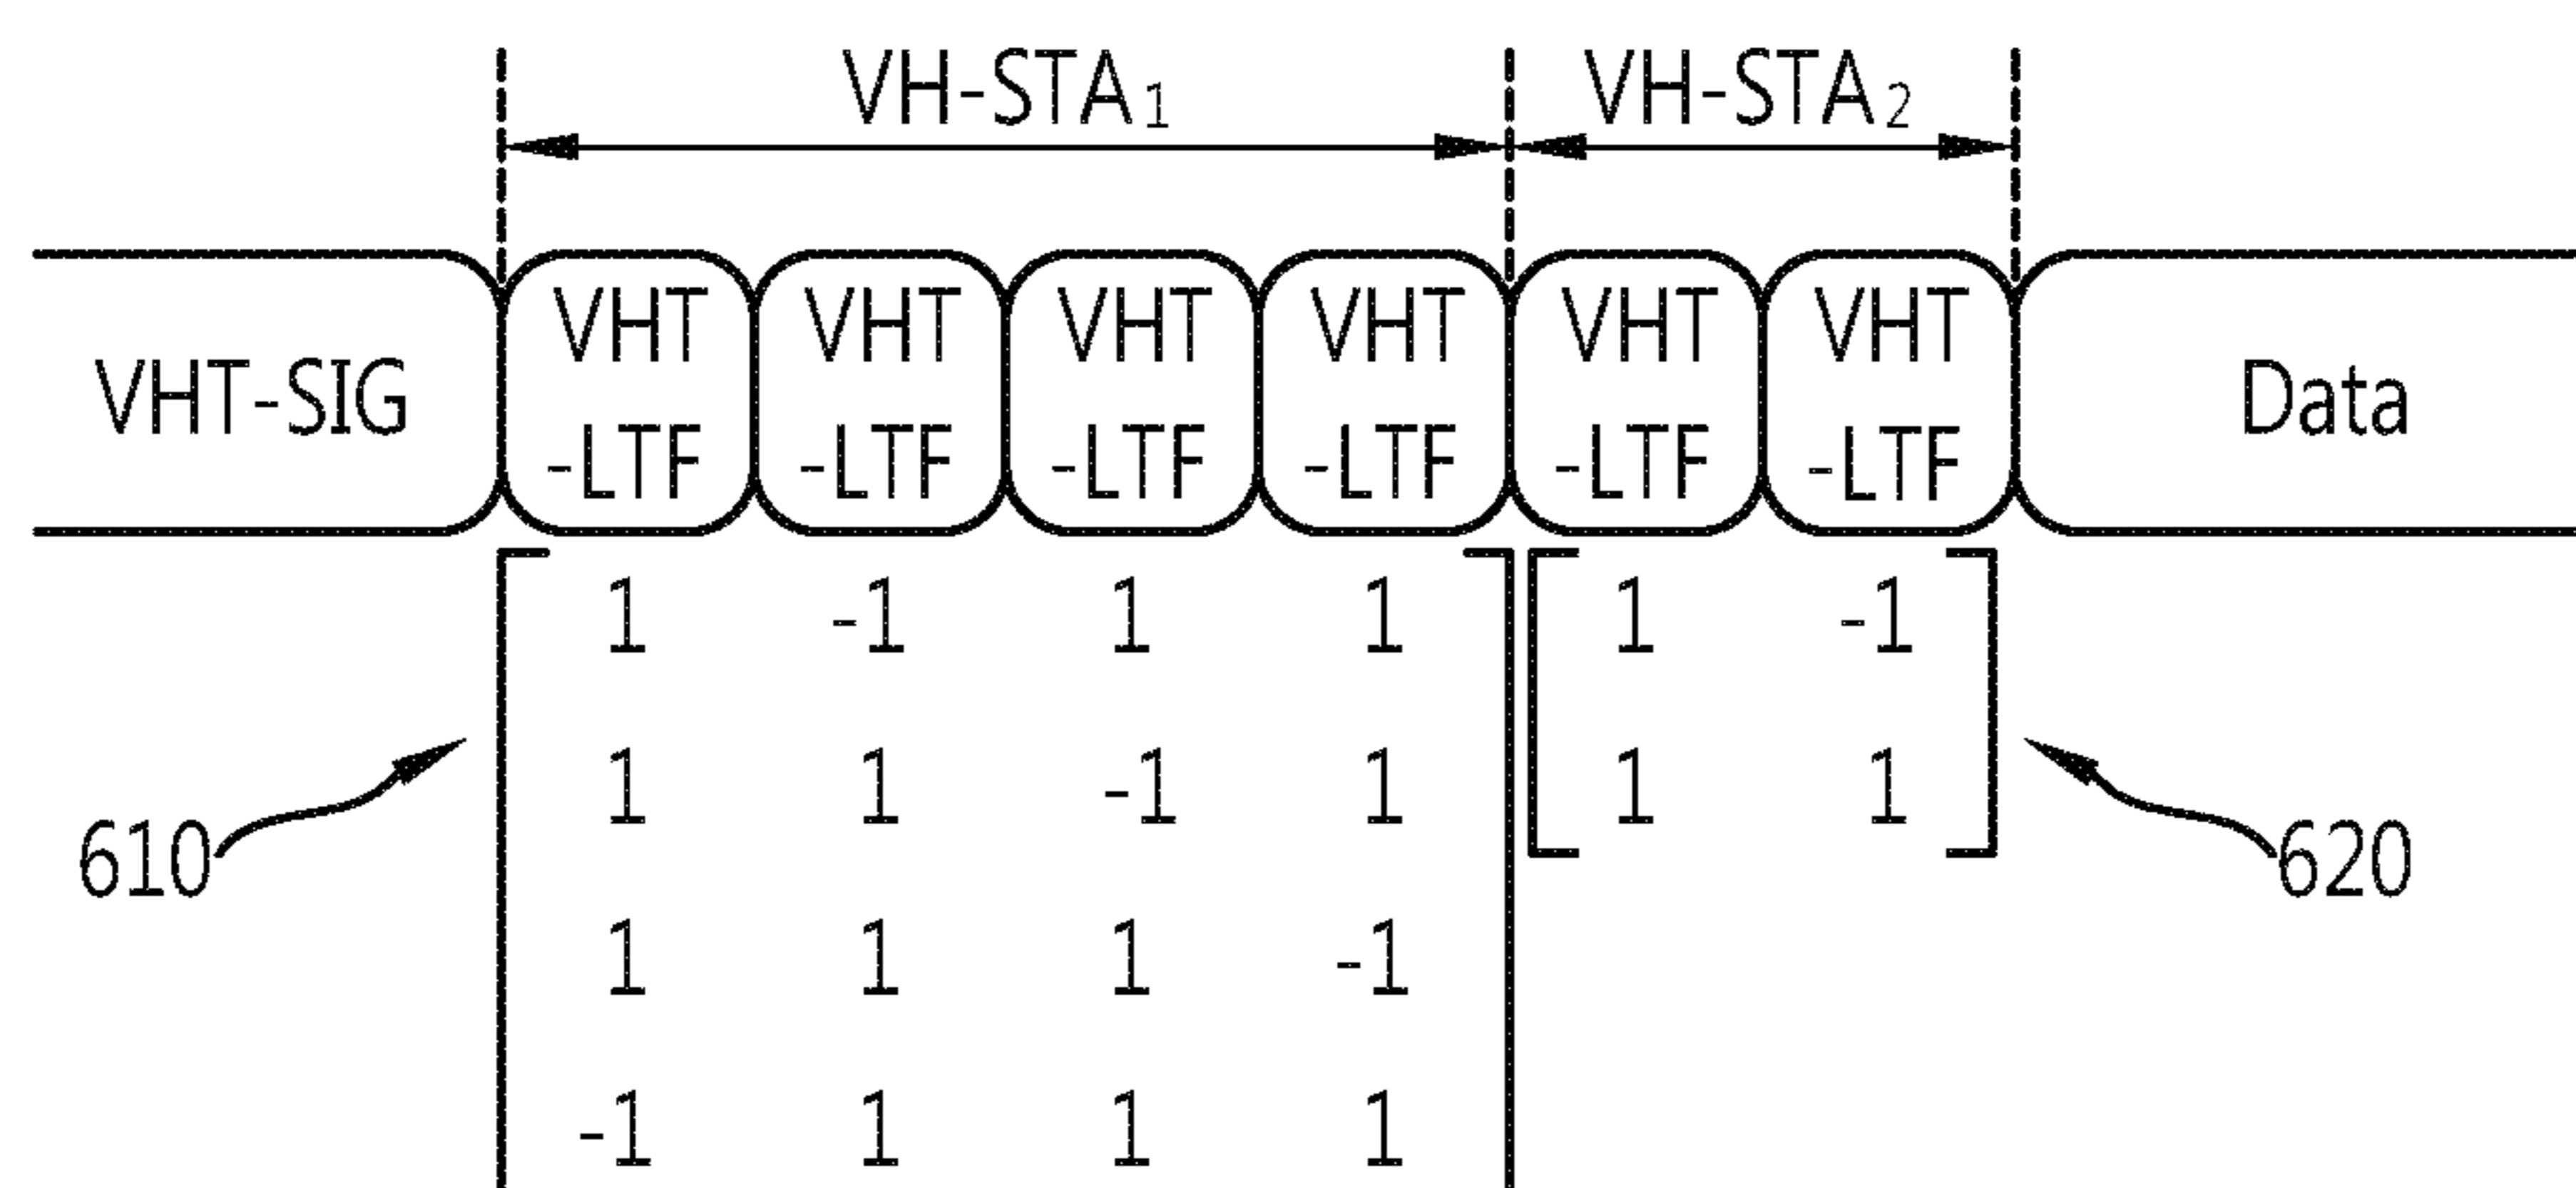 VH-STA1 VH-STA2
VHT VHT VHT VHT VHT VHT
VHT-SIG Data
-LTF -LTF -LTF -LTF -LTF -LTF
1 -1 1 1 1 -1
1 1 -1 1 1 1
610 620
1 1 1 -1
-1 1 1 1